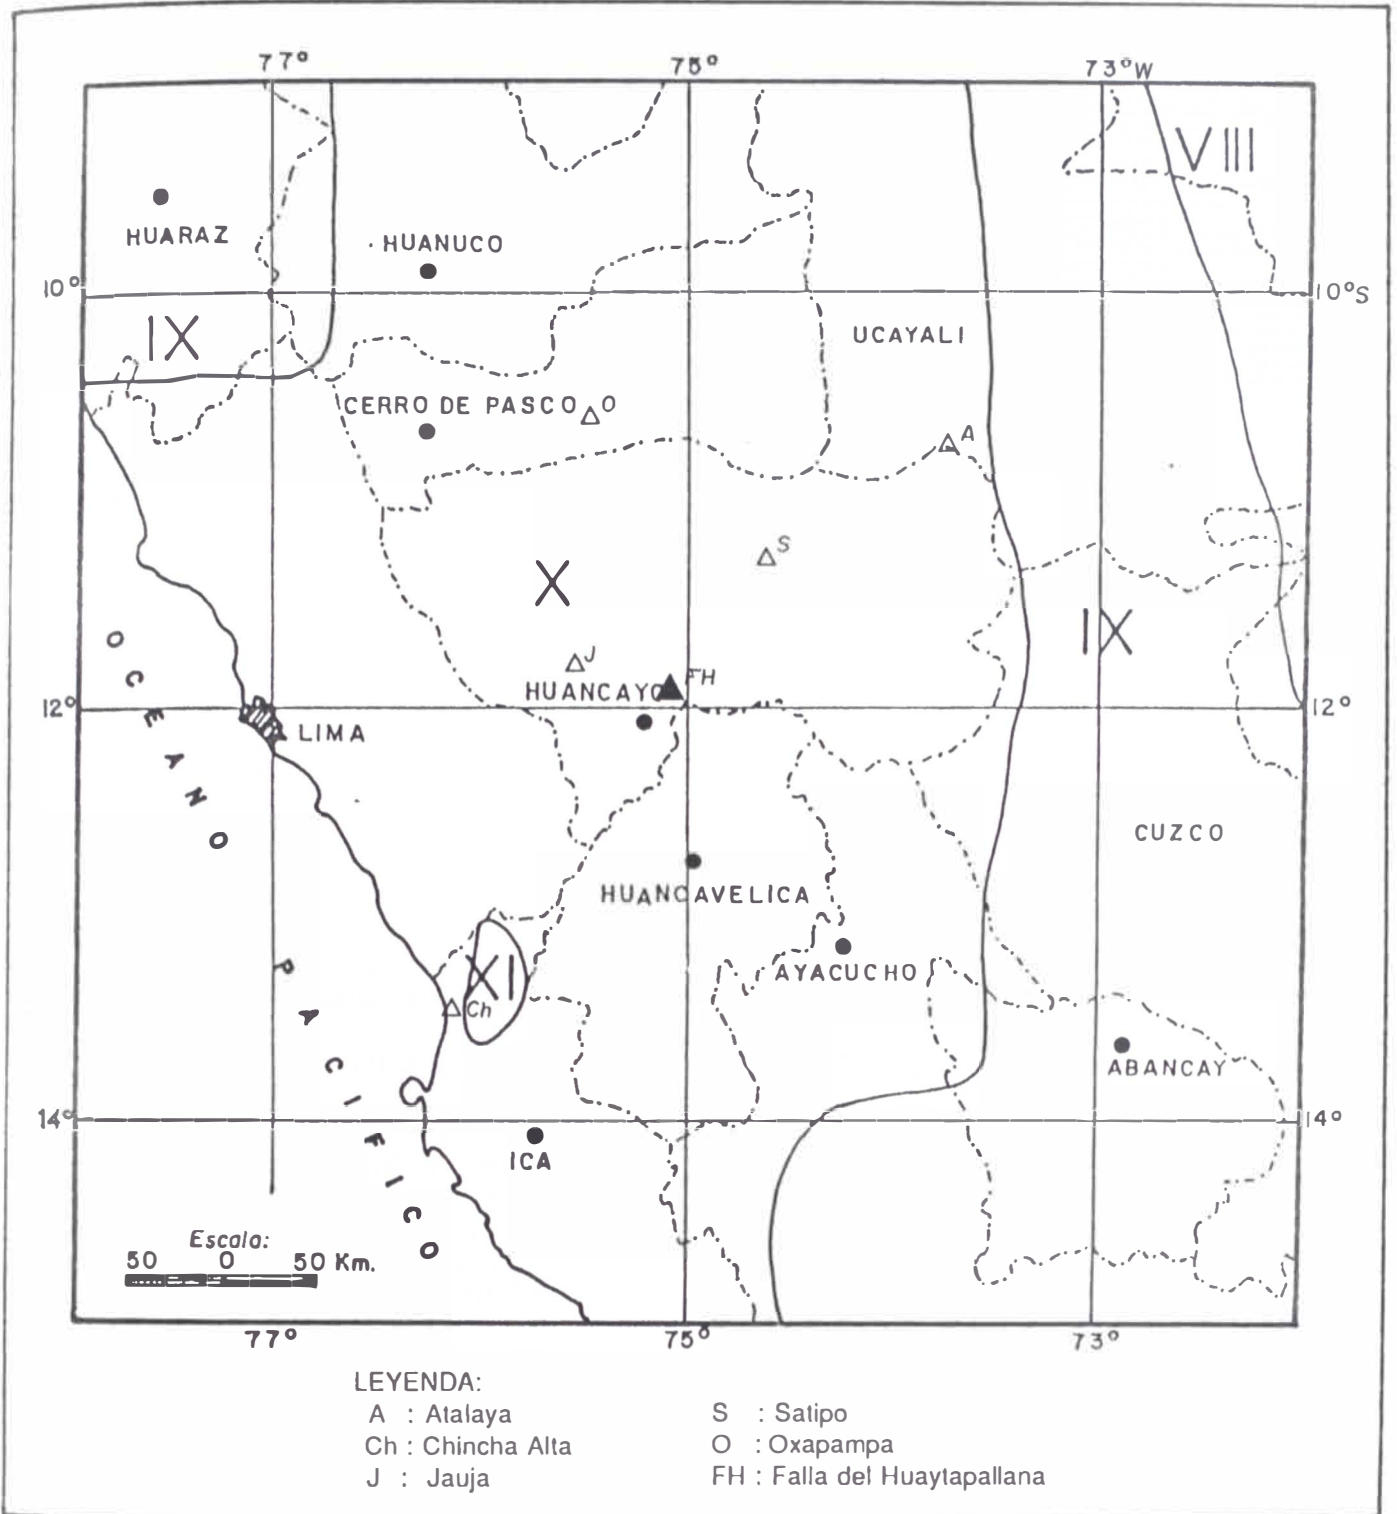 77° 75° 73°W
VIII
HUARAZ
HUANUCO
10° 10°S
IX
UCAYALI
CERRO DE PASCO O
A
S
X
IX
J
FH
HUANCAYO
12° 12°
LIMA
OCEANO PACIFICO
CUZCO
HUANCAVELICA
XI
AYACUCHO
Ch
ABANCAY
14° 14°
ICA
Escala:
50 0 50 Km.
77° 75° 73°
LEYENDA:
A : Atalaya
Ch : Chincha Alta
J : Jauja
S : Satipo
O : Oxapampa
FH : Falla del Huaytapallana